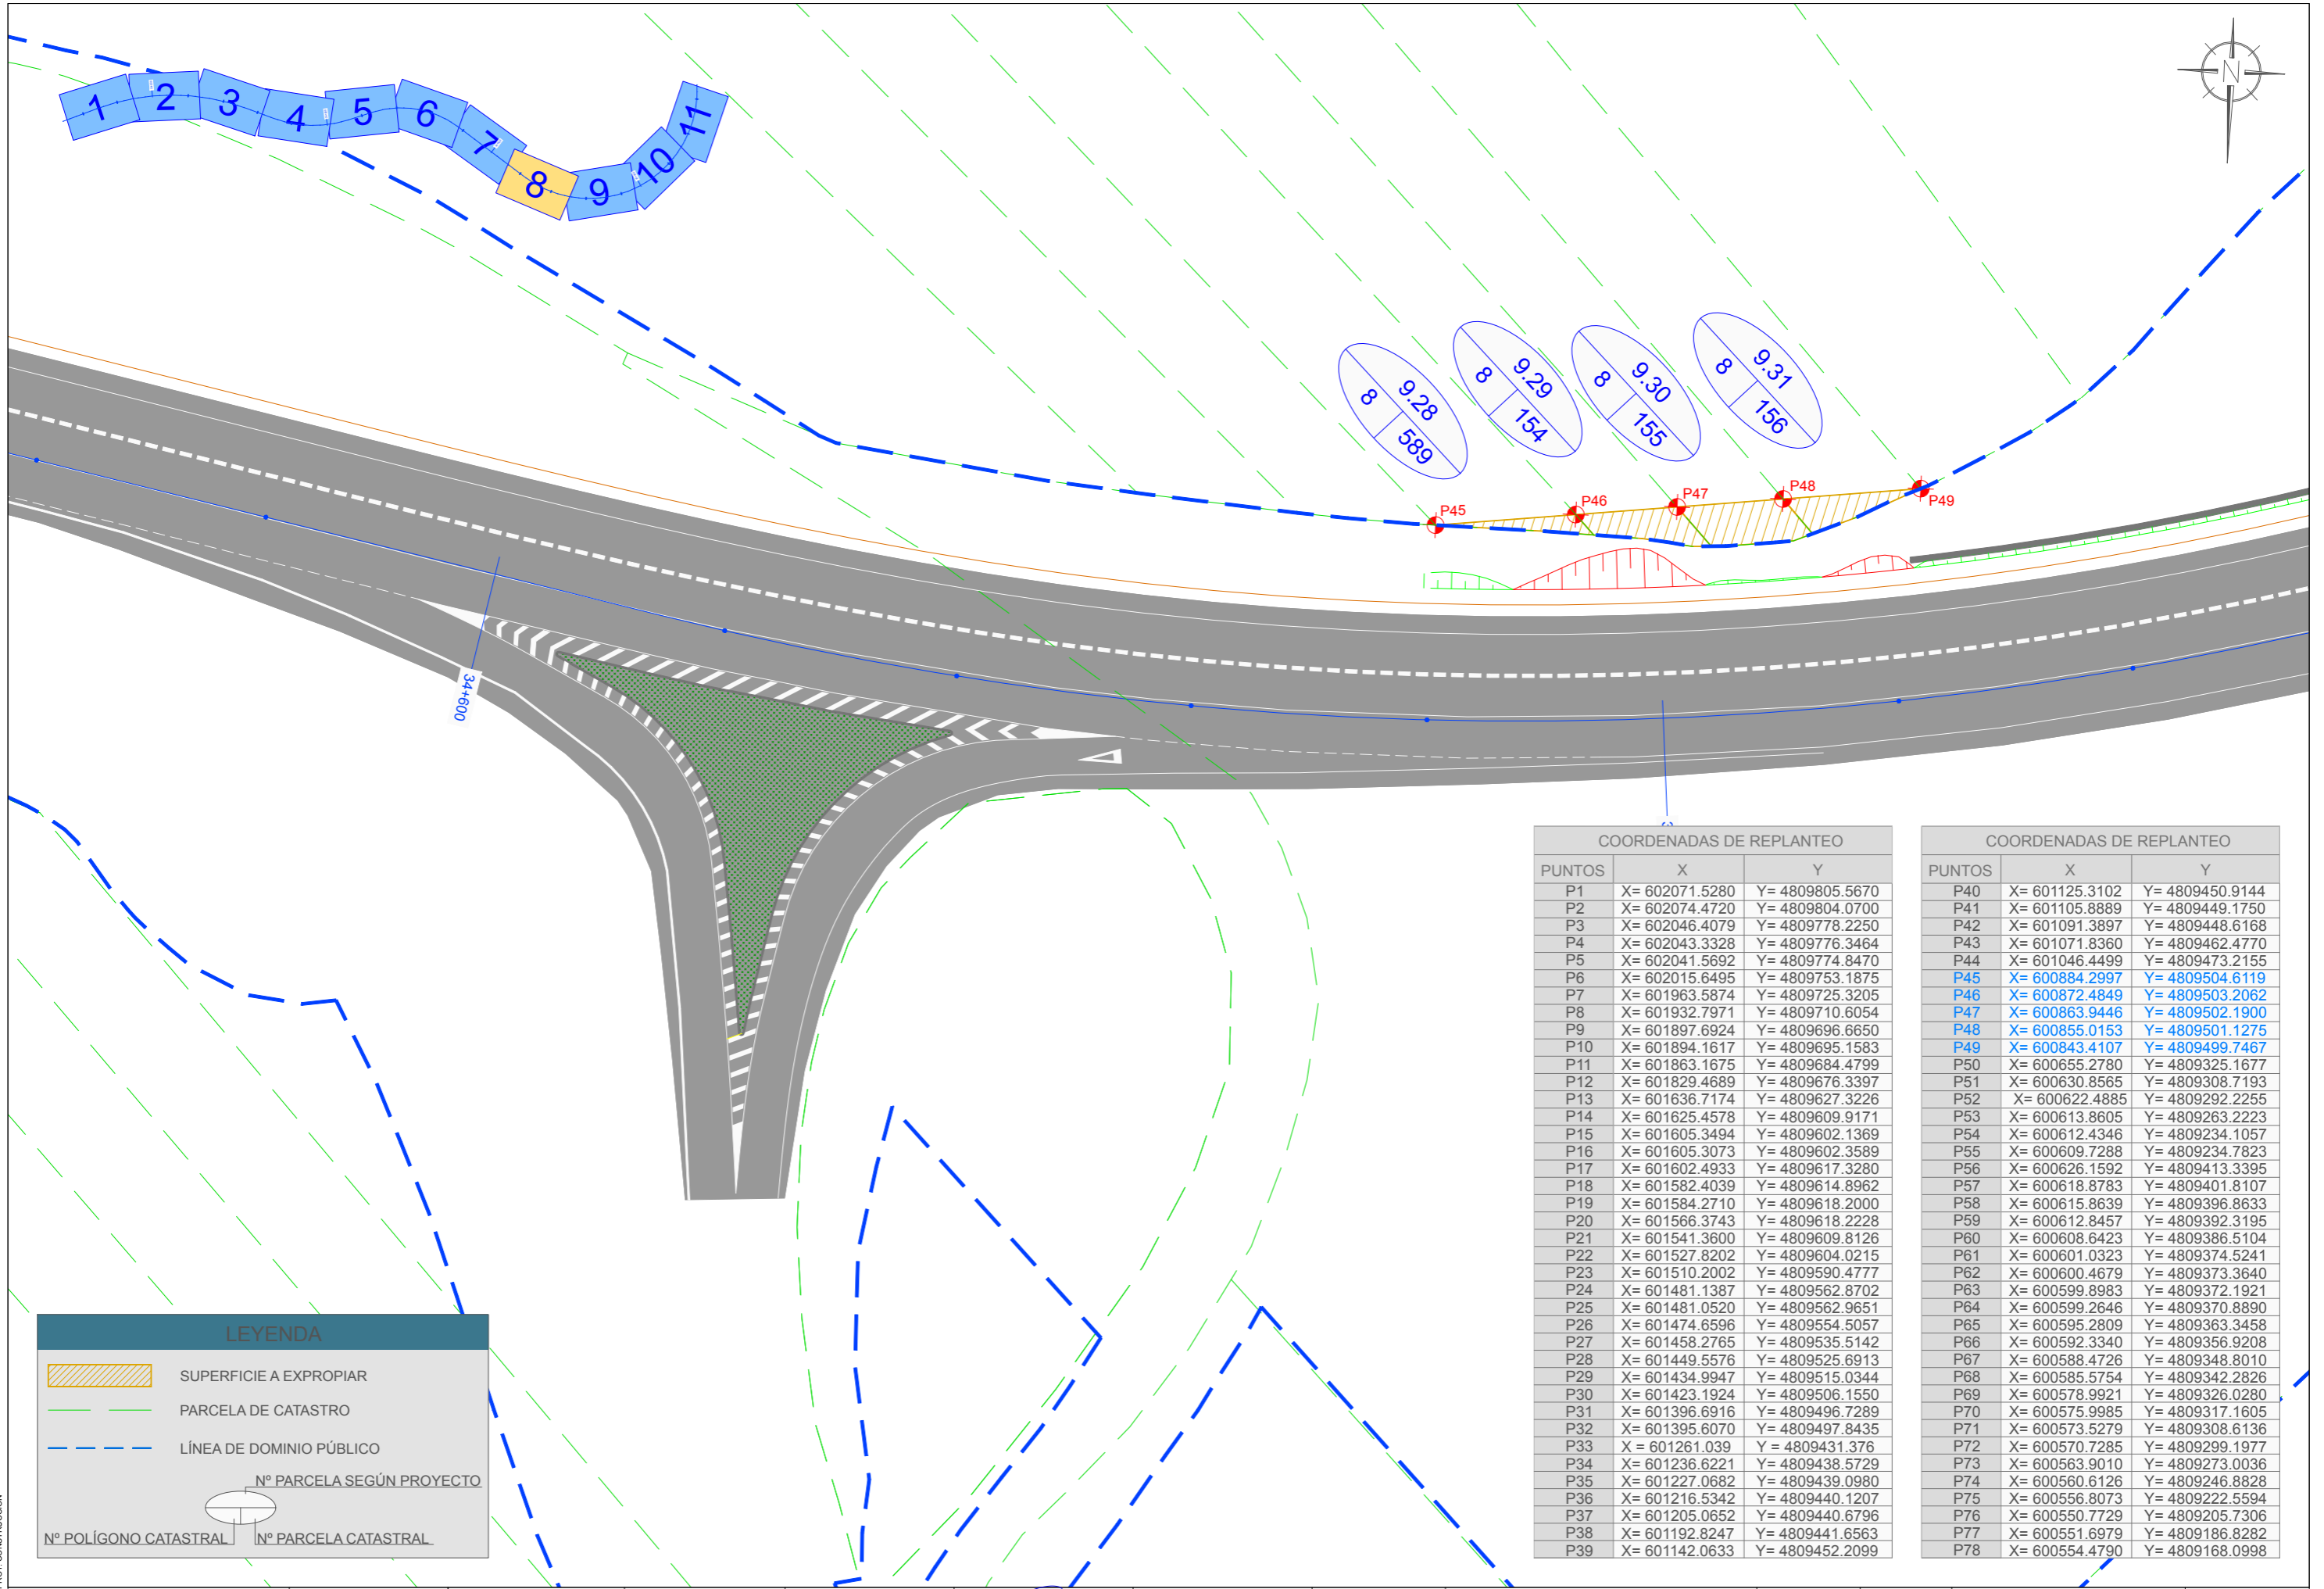 1 2 3 4 5 6 7 8 9 10 11
N
9.28
8
589
9.29
8
154
9.30
8
155
9.31
8
156
P45
P46
P47
P48
P49
34+600
COORDENADAS DE REPLANTEO
PUNTOS X Y
P1 X= 602071.5280 Y= 4809805.5670
P2 X= 602074.4720 Y= 4809804.0700
P3 X= 602046.4079 Y= 4809778.2250
P4 X= 602043.3328 Y= 4809776.3464
P5 X= 602041.5692 Y= 4809774.8470
P6 X= 602015.6495 Y= 4809753.1875
P7 X= 601963.5874 Y= 4809725.3205
P8 X= 601932.7971 Y= 4809710.6054
P9 X= 601897.6924 Y= 4809696.6650
P10 X= 601894.1617 Y= 4809695.1583
P11 X= 601863.1675 Y= 4809684.4799
P12 X= 601829.4689 Y= 4809676.3397
P13 X= 601636.7174 Y= 4809627.3226
P14 X= 601625.4578 Y= 4809609.9171
P15 X= 601605.3494 Y= 4809602.1369
P16 X= 601605.3073 Y= 4809602.3589
P17 X= 601602.4933 Y= 4809617.3280
P18 X= 601582.4039 Y= 4809614.8962
P19 X= 601584.2710 Y= 4809618.2000
P20 X= 601566.3743 Y= 4809618.2228
P21 X= 601541.3600 Y= 4809609.8126
P22 X= 601527.8202 Y= 4809604.0215
P23 X= 601510.2002 Y= 4809590.4777
P24 X= 601481.1387 Y= 4809562.8702
P25 X= 601481.0520 Y= 4809562.9651
P26 X= 601474.6596 Y= 4809554.5057
P27 X= 601458.2765 Y= 4809535.5142
P28 X= 601449.5576 Y= 4809525.6913
P29 X= 601434.9947 Y= 4809515.0344
P30 X= 601423.1924 Y= 4809506.1550
P31 X= 601396.6916 Y= 4809496.7289
P32 X= 601395.6070 Y= 4809497.8435
P33 X = 601261.039 Y = 4809431.376
P34 X= 601236.6221 Y= 4809438.5729
P35 X= 601227.0682 Y= 4809439.0980
P36 X= 601216.5342 Y= 4809440.1207
P37 X= 601205.0652 Y= 4809440.6796
P38 X= 601192.8247 Y= 4809441.6563
P39 X= 601142.0633 Y= 4809452.2099
COORDENADAS DE REPLANTEO
PUNTOS X Y
P40 X= 601125.3102 Y= 4809450.9144
P41 X= 601105.8889 Y= 4809449.1750
P42 X= 601091.3897 Y= 4809448.6168
P43 X= 601071.8360 Y= 4809462.4770
P44 X= 601046.4499 Y= 4809473.2155
P45 X= 600884.2997 Y= 4809504.6119
P46 X= 600872.4849 Y= 4809503.2062
P47 X= 600863.9446 Y= 4809502.1900
P48 X= 600855.0153 Y= 4809501.1275
P49 X= 600843.4107 Y= 4809499.7467
P50 X= 600655.2780 Y= 4809325.1677
P51 X= 600630.8565 Y= 4809308.7193
P52 X= 600622.4885 Y= 4809292.2255
P53 X= 600613.8605 Y= 4809263.2223
P54 X= 600612.4346 Y= 4809234.1057
P55 X= 600609.7288 Y= 4809234.7823
P56 X= 600626.1592 Y= 4809413.3395
P57 X= 600618.8783 Y= 4809401.8107
P58 X= 600615.8639 Y= 4809396.8633
P59 X= 600612.8457 Y= 4809392.3195
P60 X= 600608.6423 Y= 4809386.5104
P61 X= 600601.0323 Y= 4809374.5241
P62 X= 600600.4679 Y= 4809373.3640
P63 X= 600599.8983 Y= 4809372.1921
P64 X= 600599.2646 Y= 4809370.8890
P65 X= 600595.2809 Y= 4809363.3458
P66 X= 600592.3340 Y= 4809356.9208
P67 X= 600588.4726 Y= 4809348.8010
P68 X= 600585.5754 Y= 4809342.2826
P69 X= 600578.9921 Y= 4809326.0280
P70 X= 600575.9985 Y= 4809317.1605
P71 X= 600573.5279 Y= 4809308.6136
P72 X= 600570.7285 Y= 4809299.1977
P73 X= 600563.9010 Y= 4809273.0036
P74 X= 600560.6126 Y= 4809246.8828
P75 X= 600556.8073 Y= 4809222.5594
P76 X= 600550.7729 Y= 4809205.7306
P77 X= 600551.6979 Y= 4809186.8282
P78 X= 600554.4790 Y= 4809168.0998
LEYENDA
SUPERFICIE A EXPROPIAR
PARCELA DE CATASTRO
LÍNEA DE DOMINIO PÚBLICO
Nº PARCELA SEGÚN PROYECTO
Nº POLÍGONO CATASTRAL Nº PARCELA CATASTRAL